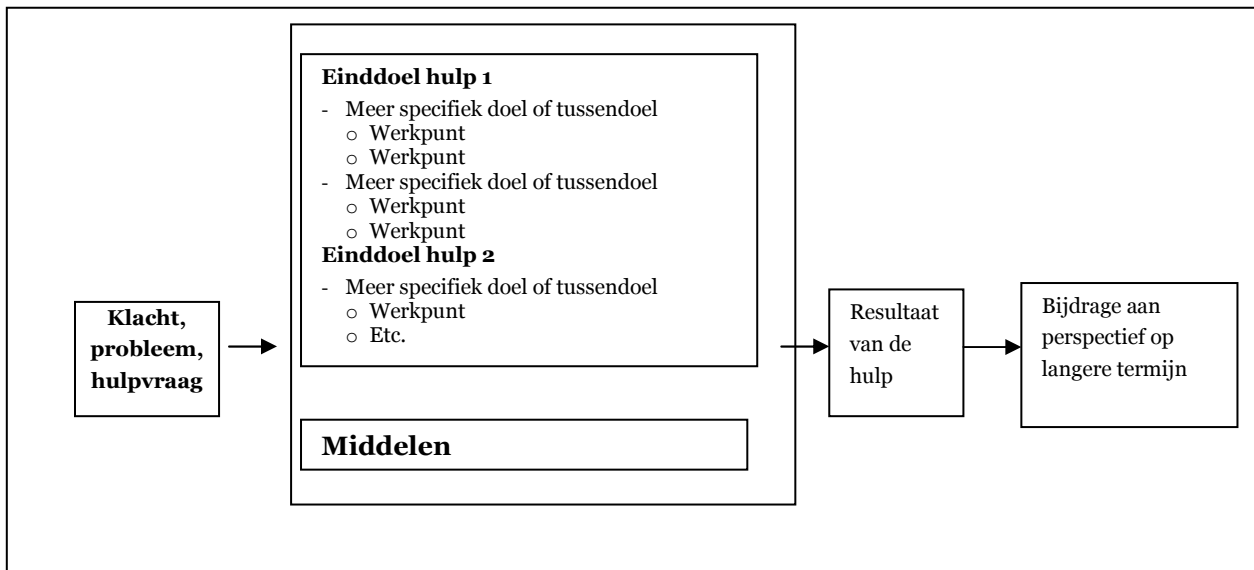 Klacht,
probleem,
hulpvraag
Einddoel hulp 1
- Meer specifiek doel of tussendoel
o Werkpunt
o Werkpunt
- Meer specifiek doel of tussendoel
o Werkpunt
o Werkpunt
Einddoel hulp 2
- Meer specifiek doel of tussendoel
o Werkpunt
o Etc.
Middelen
Resultaat
van de
hulp
Bijdrage aan
perspectief op
langere termijn